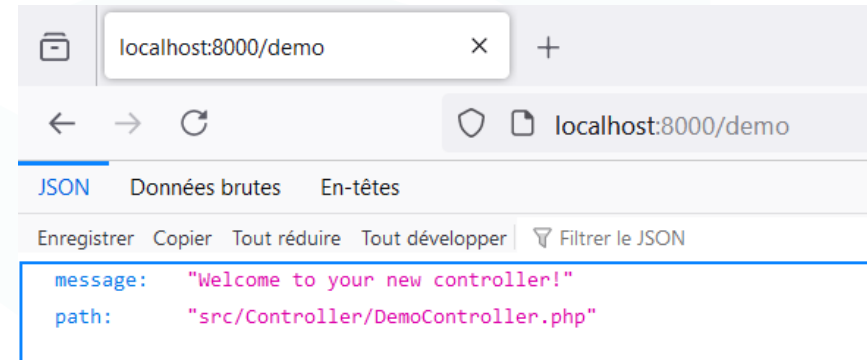 localhost:8000/demo
localhost:8000/demo
JSON Données brutes En-têtes
Enregistrer Copier Tout réduire Tout développer Filtrer le JSON
message: "Welcome to your new controller!"
path: "src/Controller/DemoController.php"